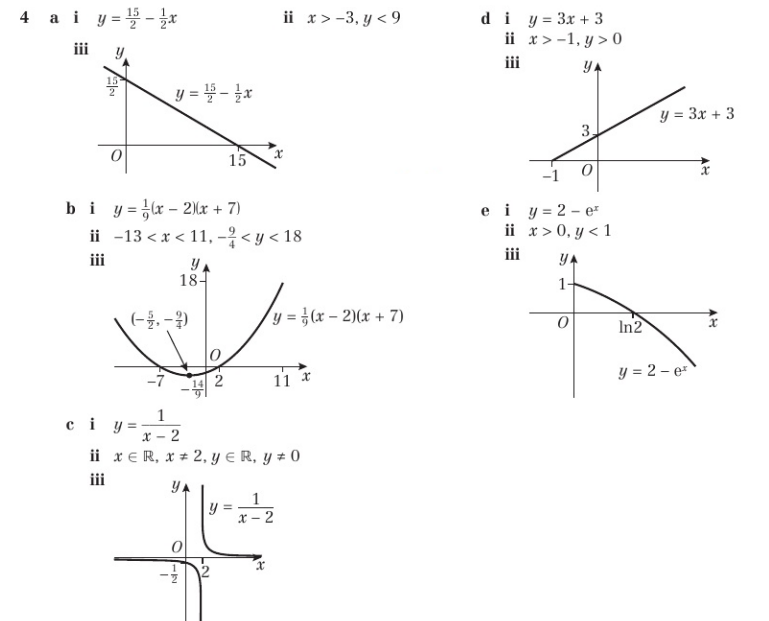 4 a i y = 15/2 − 1/2x ii x > −3, y < 9
iii
y
15/2
y = 15/2 − 1/2x
O 15 x
b i y = 1/9(x − 2)(x + 7)
ii −13 < x < 11, −9/4 < y < 18
iii
y
18
(−5/2, −9/4)
y = 1/9(x − 2)(x + 7)
O
−7 −14/9 2 11 x
c i y = 1/(x − 2)
ii x ∈ ℝ, x ≠ 2, y ∈ ℝ, y ≠ 0
iii
y
y = 1/(x − 2)
O
−1/2 2 x
d i y = 3x + 3
ii x > −1, y > 0
iii
y
y = 3x + 3
3
−1 O x
e i y = 2 − eˣ
ii x > 0, y < 1
iii
y
1
O ln2 x
y = 2 − eˣ